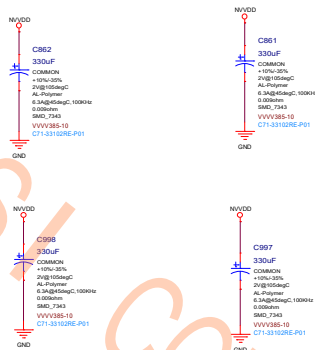 NVVDD
C862
330uF
COMMON
+10%/-35%
2V@105degC
AL-Polymer
6.3A@45degC,100KHz
0.009ohm
SMD_7343
VVVV385-10
C71-33102RE-P01
GND
NVVDD
C861
330uF
COMMON
+10%/-35%
2V@105degC
AL-Polymer
6.3A@45degC,100KHz
0.009ohm
SMD_7343
VVVV385-10
C71-33102RE-P01
GND
NVVDD
C998
330uF
COMMON
+10%/-35%
2V@105degC
AL-Polymer
6.3A@45degC,100KHz
0.009ohm
SMD_7343
VVVV385-10
C71-33102RE-P01
GND
NVVDD
C997
330uF
COMMON
+10%/-35%
2V@105degC
AL-Polymer
6.3A@45degC,100KHz
0.009ohm
SMD_7343
VVVV385-10
C71-33102RE-P01
GND